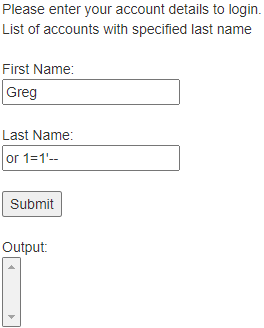 Please enter your account details to login.
List of accounts with specified last name
First Name:
Greg
Last Name:
or 1=1'--
Submit
Output: